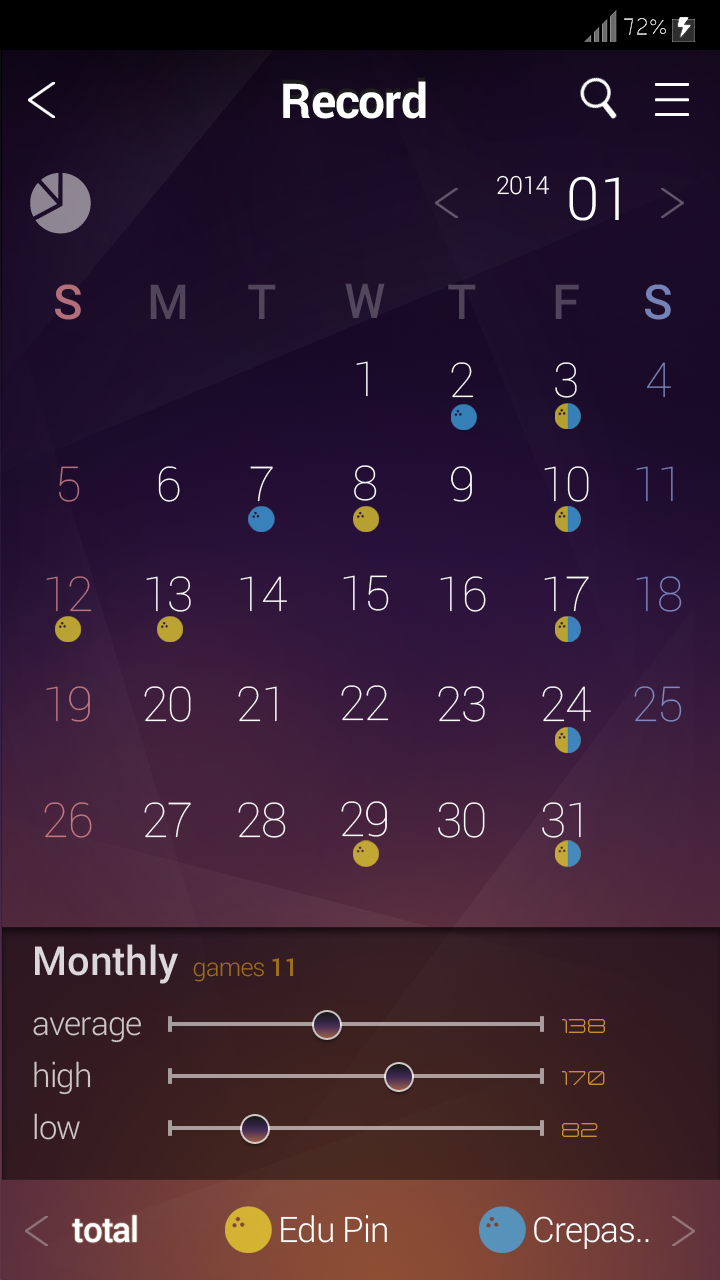 72%
Record
2014 01
S M T W T F S
1 2 3 4
5 6 7 8 9 10 11
12 13 14 15 16 17 18
19 20 21 22 23 24 25
26 27 28 29 30 31
Monthly games 11
average 138
high 170
low 82
total Edu Pin Crepas..